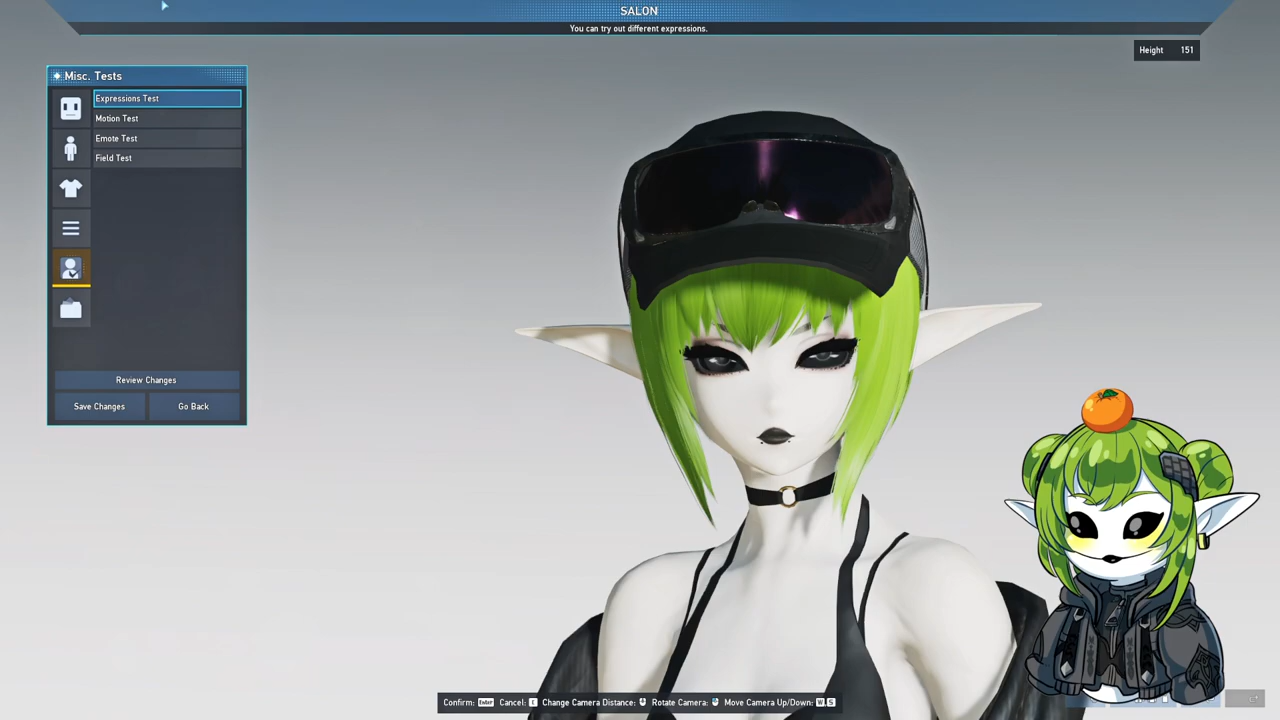 SALON
You can try out different expressions.
Height 151
Misc. Tests
Expressions Test
Motion Test
Emote Test
Field Test
Review Changes
Save Changes Go Back
Confirm: Enter Cancel: E Change Camera Distance: Rotate Camera: Move Camera Up/Down: W S